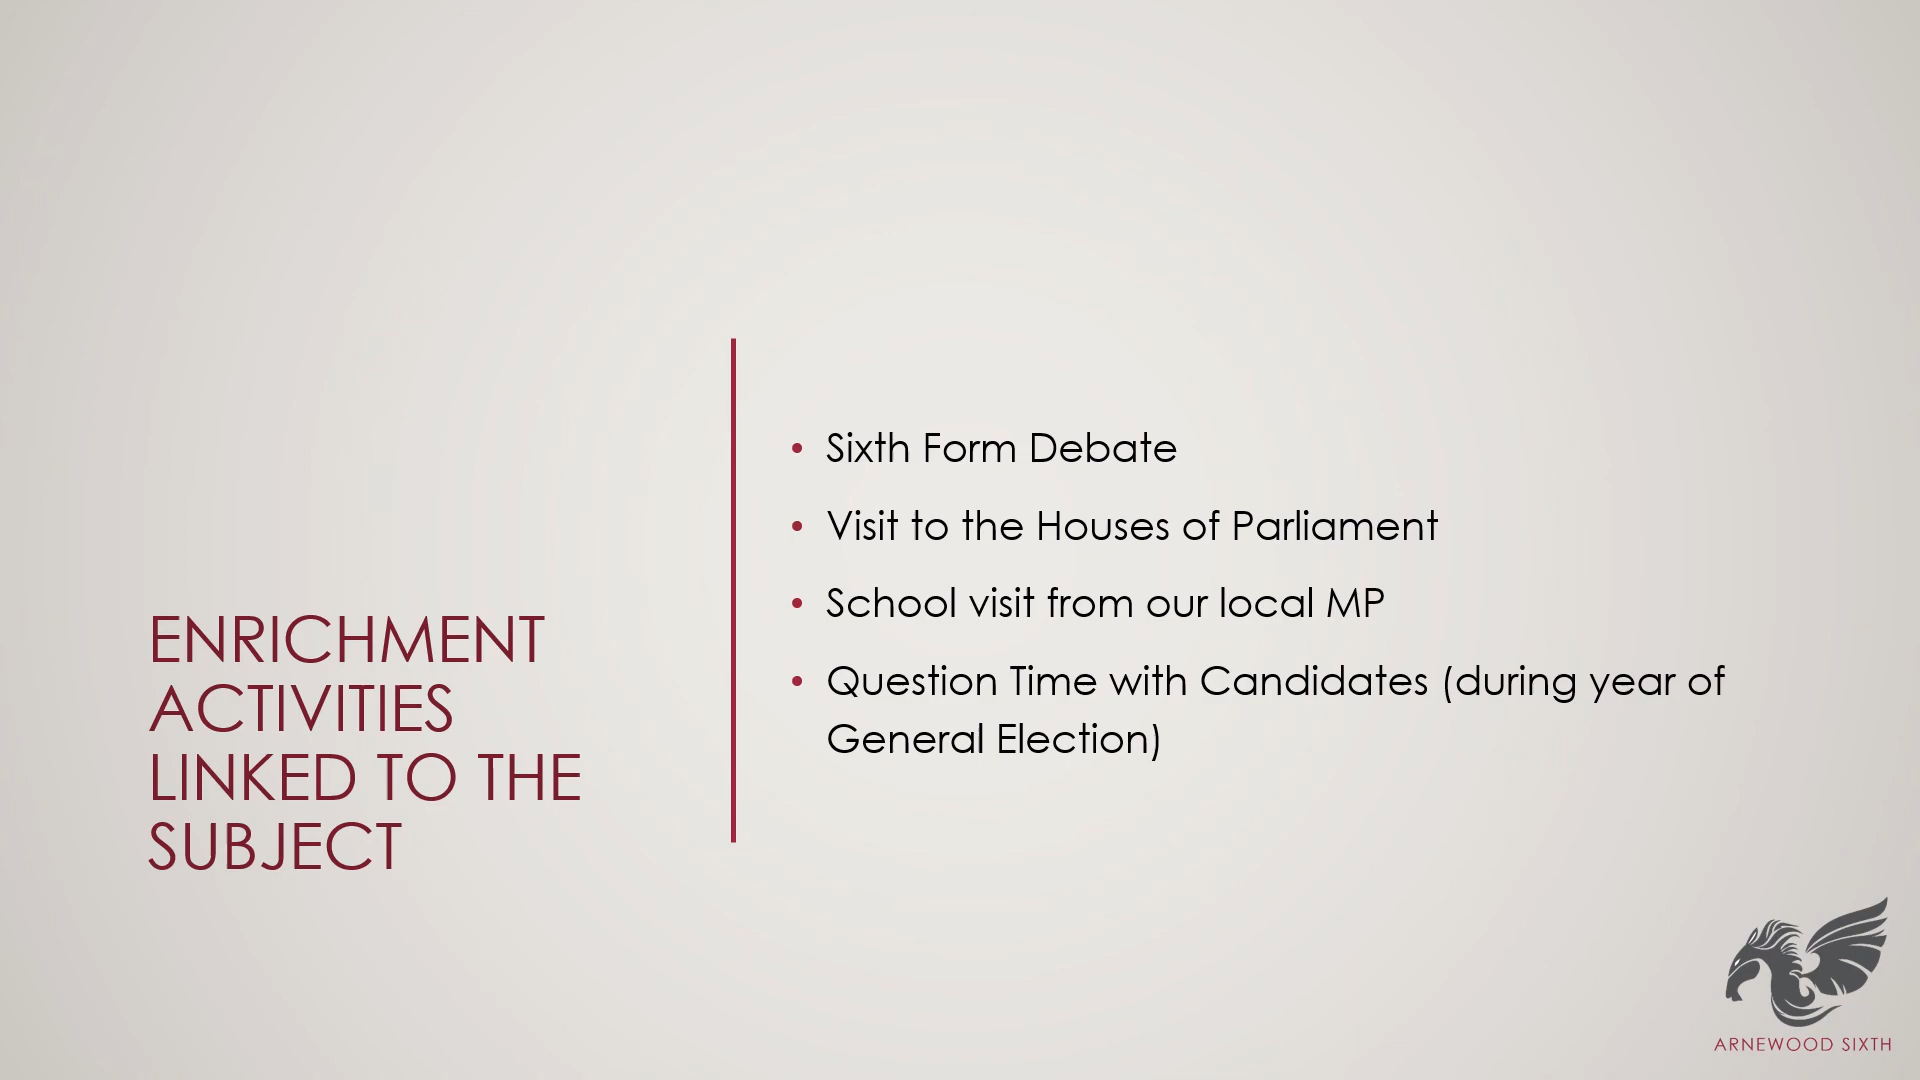 ENRICHMENT
ACTIVITIES
LINKED TO THE
SUBJECT
• Sixth Form Debate
• Visit to the Houses of Parliament
• School visit from our local MP
• Question Time with Candidates (during year of
General Election)
ARNEWOOD SIXTH